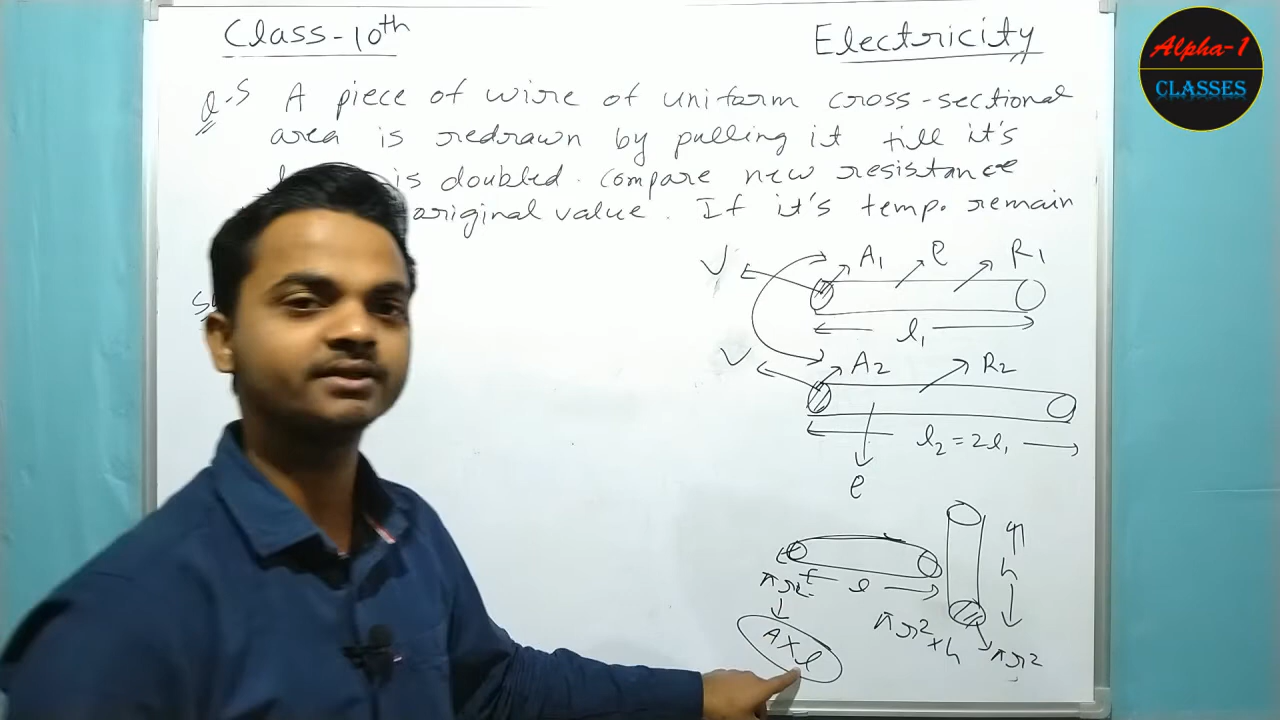 Class-10th
Electricity
Alpha-1
CLASSES
Q.5 A piece of wire of uniform cross-sectional
area is redrawn by pulling it till it's
is doubled. compare new resistance
original value. If it's temp. remain
V A1 ρ R1
l1
V A2 R2
l2 = 2l1
ρ
πr² l
h
A×l
πr² ×h
πr²